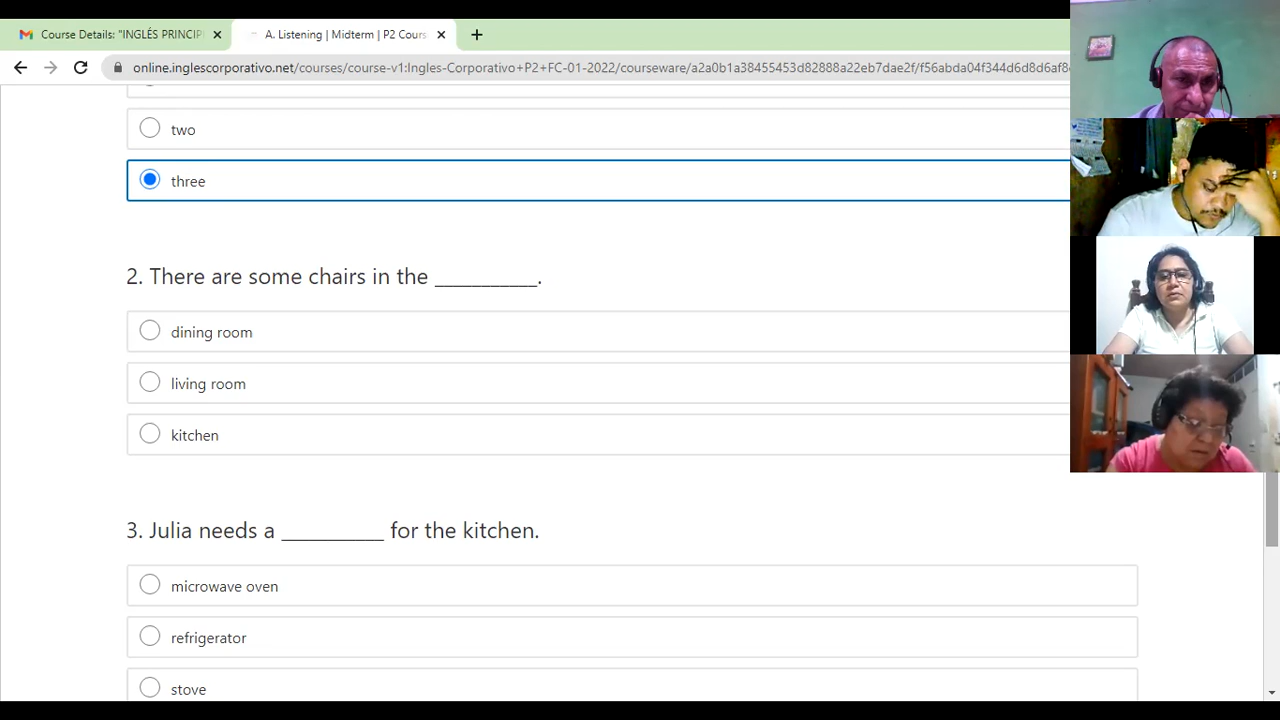 Course Details: "INGLÉS PRINCIPI
A. Listening | Midterm | P2 Cours
online.inglescorporativo.net/courses/course-v1:Ingles-Corporativo+P2+FC-01-2022/courseware/a2a0b1a38455453d82888a22eb7dae2f/f56abda04f344d6d8d6af8
two
three
2. There are some chairs in the __________.
dining room
living room
kitchen
3. Julia needs a __________ for the kitchen.
microwave oven
refrigerator
stove